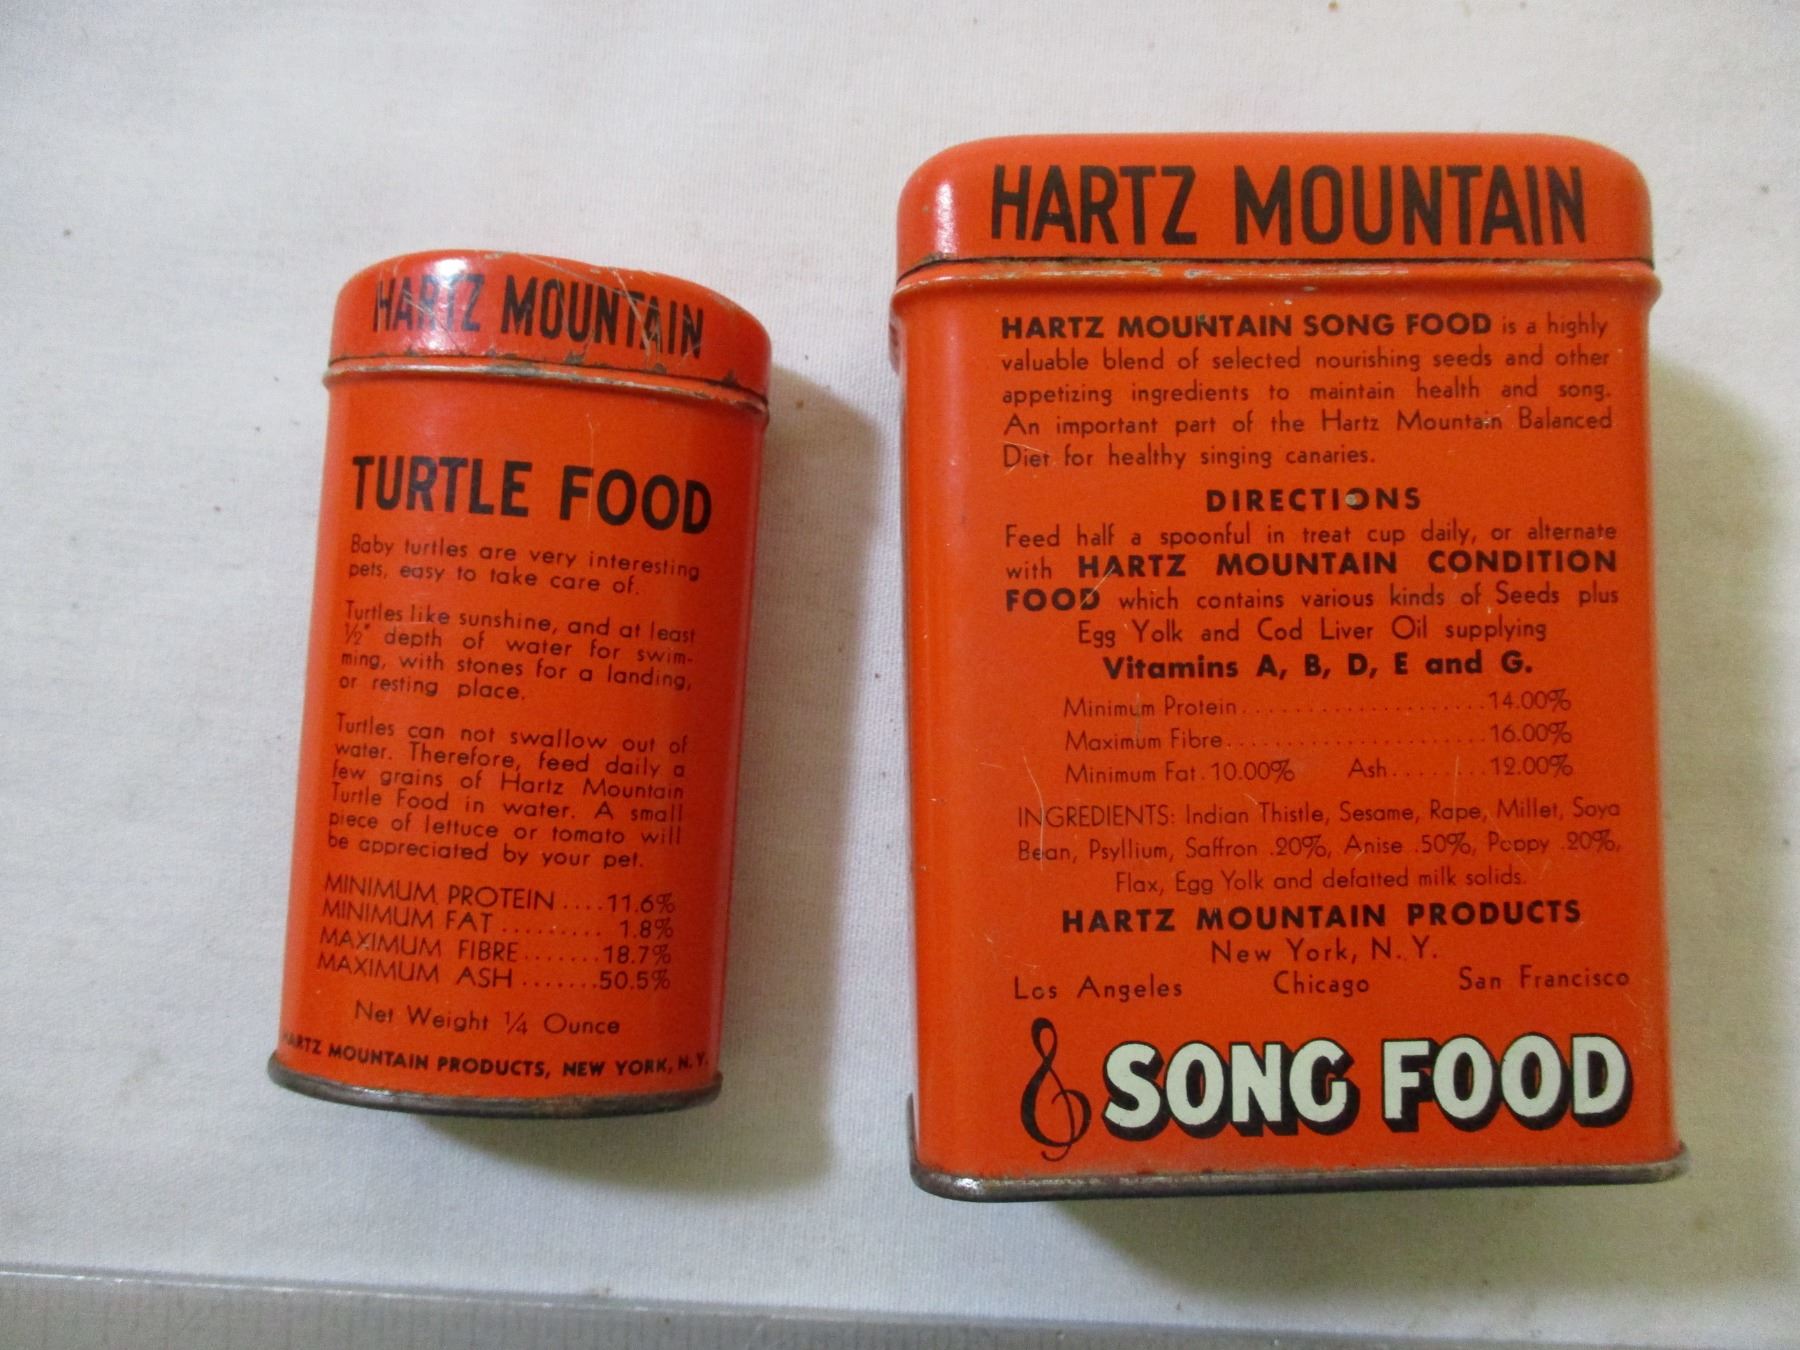 HARTZ MOUNTAIN
TURTLE FOOD
Baby turtles are very interesting
pets, easy to take care of.
Turtles like sunshine, and at least
½" depth of water for swim-
ming, with stones for a landing,
or resting place.
Turtles can not swallow out of
water. Therefore, feed daily a
few grains of Hartz Mountain
Turtle Food in water. A small
piece of lettuce or tomato will
be appreciated by your pet.
MINIMUM PROTEIN ....11.6%
MINIMUM FAT ......... 1.8%
MAXIMUM FIBRE .......18.7%
MAXIMUM ASH .......50.5%
Net Weight ¼ Ounce
HARTZ MOUNTAIN PRODUCTS, NEW YORK, N. Y.
HARTZ MOUNTAIN
HARTZ MOUNTAIN SONG FOOD is a highly
valuable blend of selected nourishing seeds and other
appetizing ingredients to maintain health and song.
An important part of the Hartz Mountain Balanced
Diet for healthy singing canaries.
DIRECTIONS
Feed half a spoonful in treat cup daily, or alternate
with HARTZ MOUNTAIN CONDITION
FOOD which contains various kinds of Seeds plus
Egg Yolk and Cod Liver Oil supplying
Vitamins A, B, D, E and G.
Minimum Protein.......................14.00%
Maximum Fibre.........................16.00%
Minimum Fat.10.00% Ash.........12.00%
INGREDIENTS: Indian Thistle, Sesame, Rape, Millet, Soya
Bean, Psyllium, Saffron .20%, Anise .50%, Poppy .20%,
Flax, Egg Yolk and defatted milk solids.
HARTZ MOUNTAIN PRODUCTS
New York, N. Y.
Los Angeles Chicago San Francisco
SONG FOOD